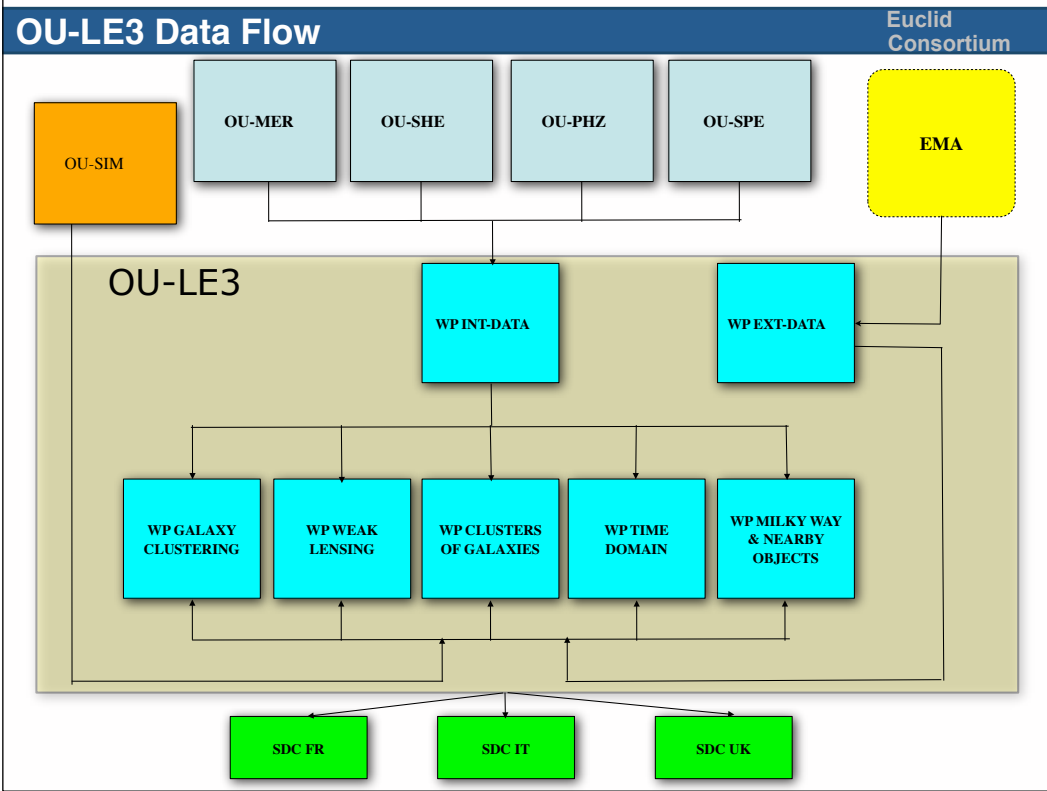 OU-LE3 Data Flow
Euclid
Consortium
OU-SIM
OU-MER
OU-SHE
OU-PHZ
OU-SPE
EMA
OU-LE3
WP INT-DATA
WP EXT-DATA
WP GALAXY
CLUSTERING
WP WEAK
LENSING
WP CLUSTERS
OF GALAXIES
WP TIME
DOMAIN
WP MILKY WAY
& NEARBY
OBJECTS
SDC FR
SDC IT
SDC UK